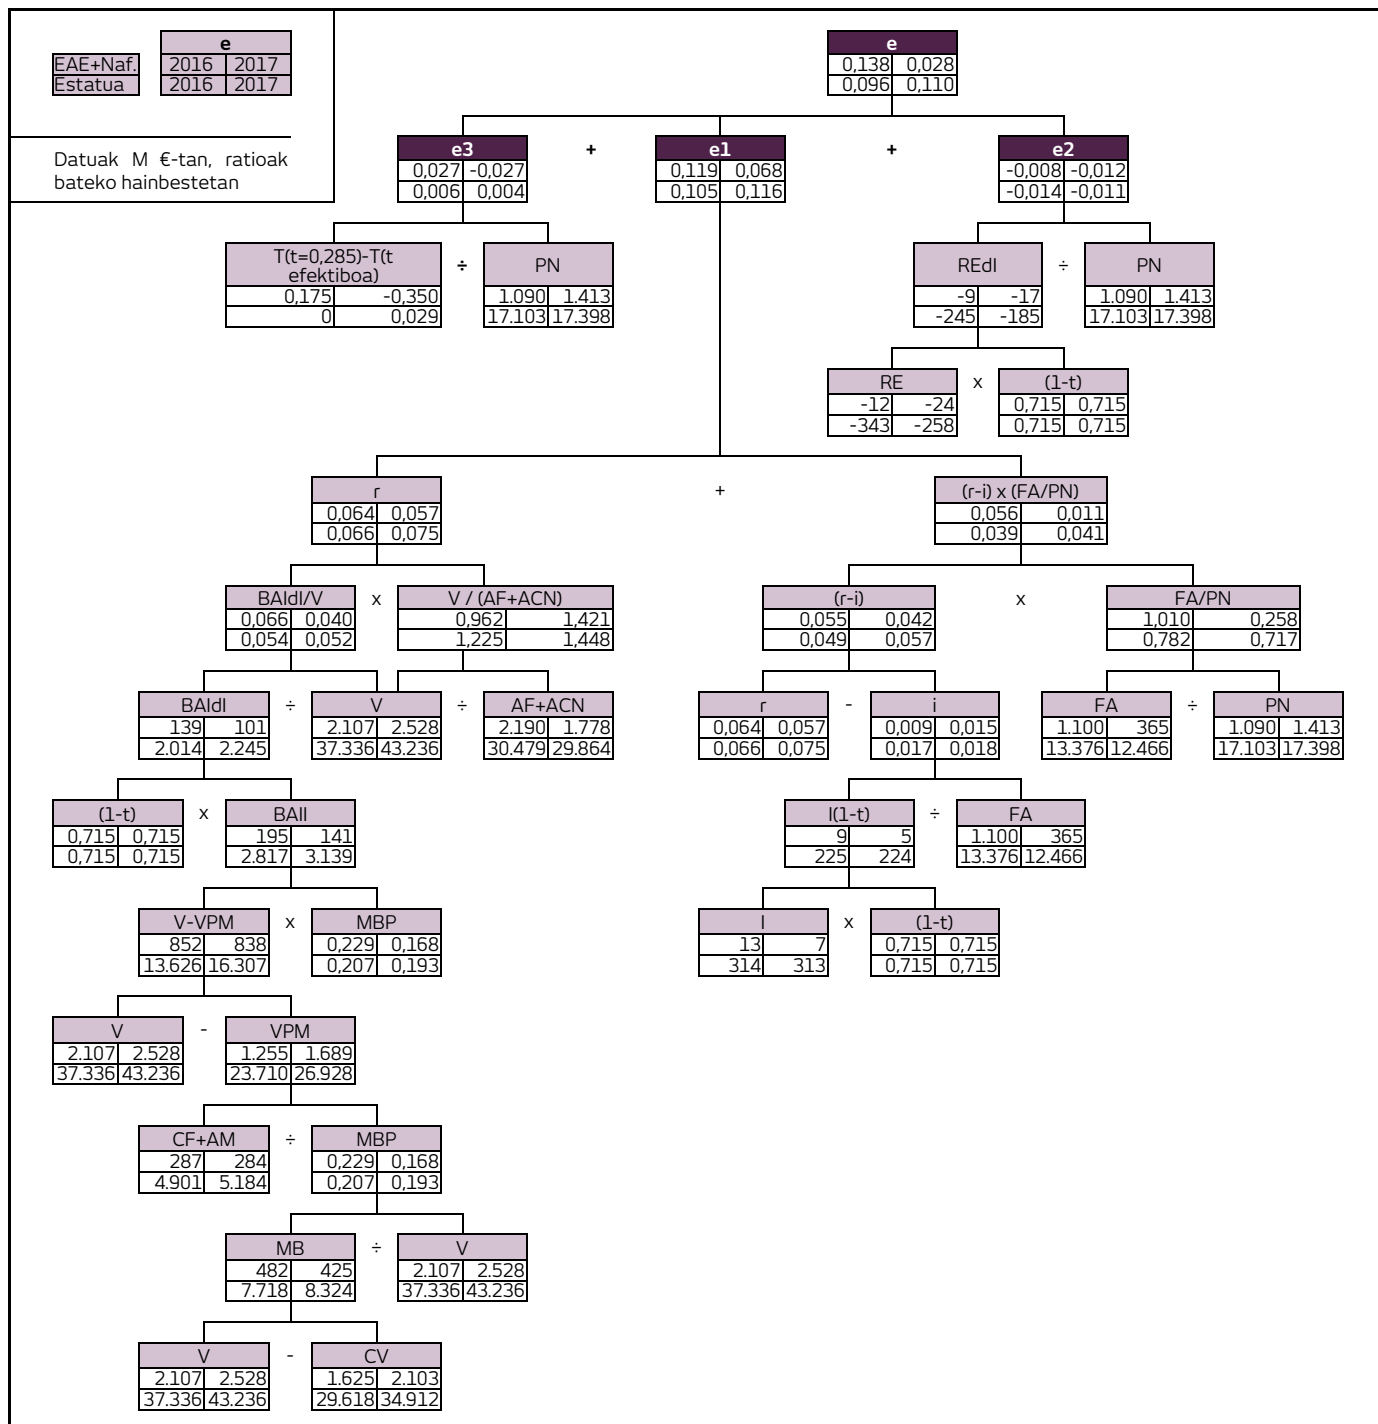 e
EAE+Naf. 2016 2017
Estatua 2016 2017
Datuak M €-tan, ratioak
bateko hainbestetan
e
0,138 0,028
0,096 0,110
e3 + e1 + e2
0,027 -0,027 0,119 0,068 -0,008 -0,012
0,006 0,004 0,105 0,116 -0,014 -0,011
T(t=0,285)-T(t
efektiboa) ÷ PN REdI ÷ PN
0,175 -0,350 1.090 1.413 -9 -17 1.090 1.413
0 0,029 17.103 17.398 -245 -185 17.103 17.398
RE x (1-t)
-12 -24 0,715 0,715
-343 -258 0,715 0,715
r + (r-i) x (FA/PN)
0,064 0,057 0,056 0,011
0,066 0,075 0,039 0,041
BAIdI/V x V / (AF+ACN) (r-i) x FA/PN
0,066 0,040 0,962 1,421 0,055 0,042 1,010 0,258
0,054 0,052 1,225 1,448 0,049 0,057 0,782 0,717
BAIdI ÷ V ÷ AF+ACN r - i FA ÷ PN
139 101 2.107 2.528 2.190 1.778 0,064 0,057 0,009 0,015 1.100 365 1.090 1.413
2.014 2.245 37.336 43.236 30.479 29.864 0,066 0,075 0,017 0,018 13.376 12.466 17.103 17.398
(1-t) x BAII I(1-t) ÷ FA
0,715 0,715 195 141 9 5 1.100 365
0,715 0,715 2.817 3.139 225 224 13.376 12.466
V-VPM x MBP I x (1-t)
852 838 0,229 0,168 13 7 0,715 0,715
13.626 16.307 0,207 0,193 314 313 0,715 0,715
V - VPM
2.107 2.528 1.255 1.689
37.336 43.236 23.710 26.928
CF+AM ÷ MBP
287 284 0,229 0,168
4.901 5.184 0,207 0,193
MB ÷ V
482 425 2.107 2.528
7.718 8.324 37.336 43.236
V - CV
2.107 2.528 1.625 2.103
37.336 43.236 29.618 34.912